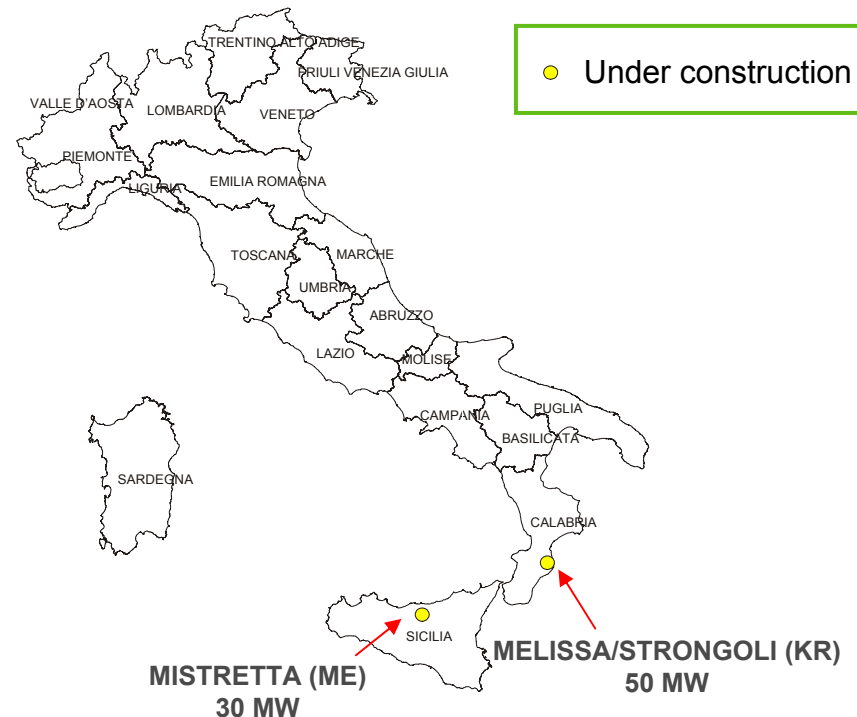 TRENTINO ALTO ADIGE
Under construction
FRIULI VENEZIA GIULIA
VALLE D'AOSTA
LOMBARDIA
VENETO
PIEMONTE
EMILIA ROMAGNA
LIGURIA
TOSCANA
MARCHE
UMBRIA
ABRUZZO
LAZIO
MOLISE
CAMPANIA
PUGLIA
BASILICATA
SARDEGNA
CALABRIA
SICILIA
MELISSA/STRONGOLI (KR)
50 MW
MISTRETTA (ME)
30 MW